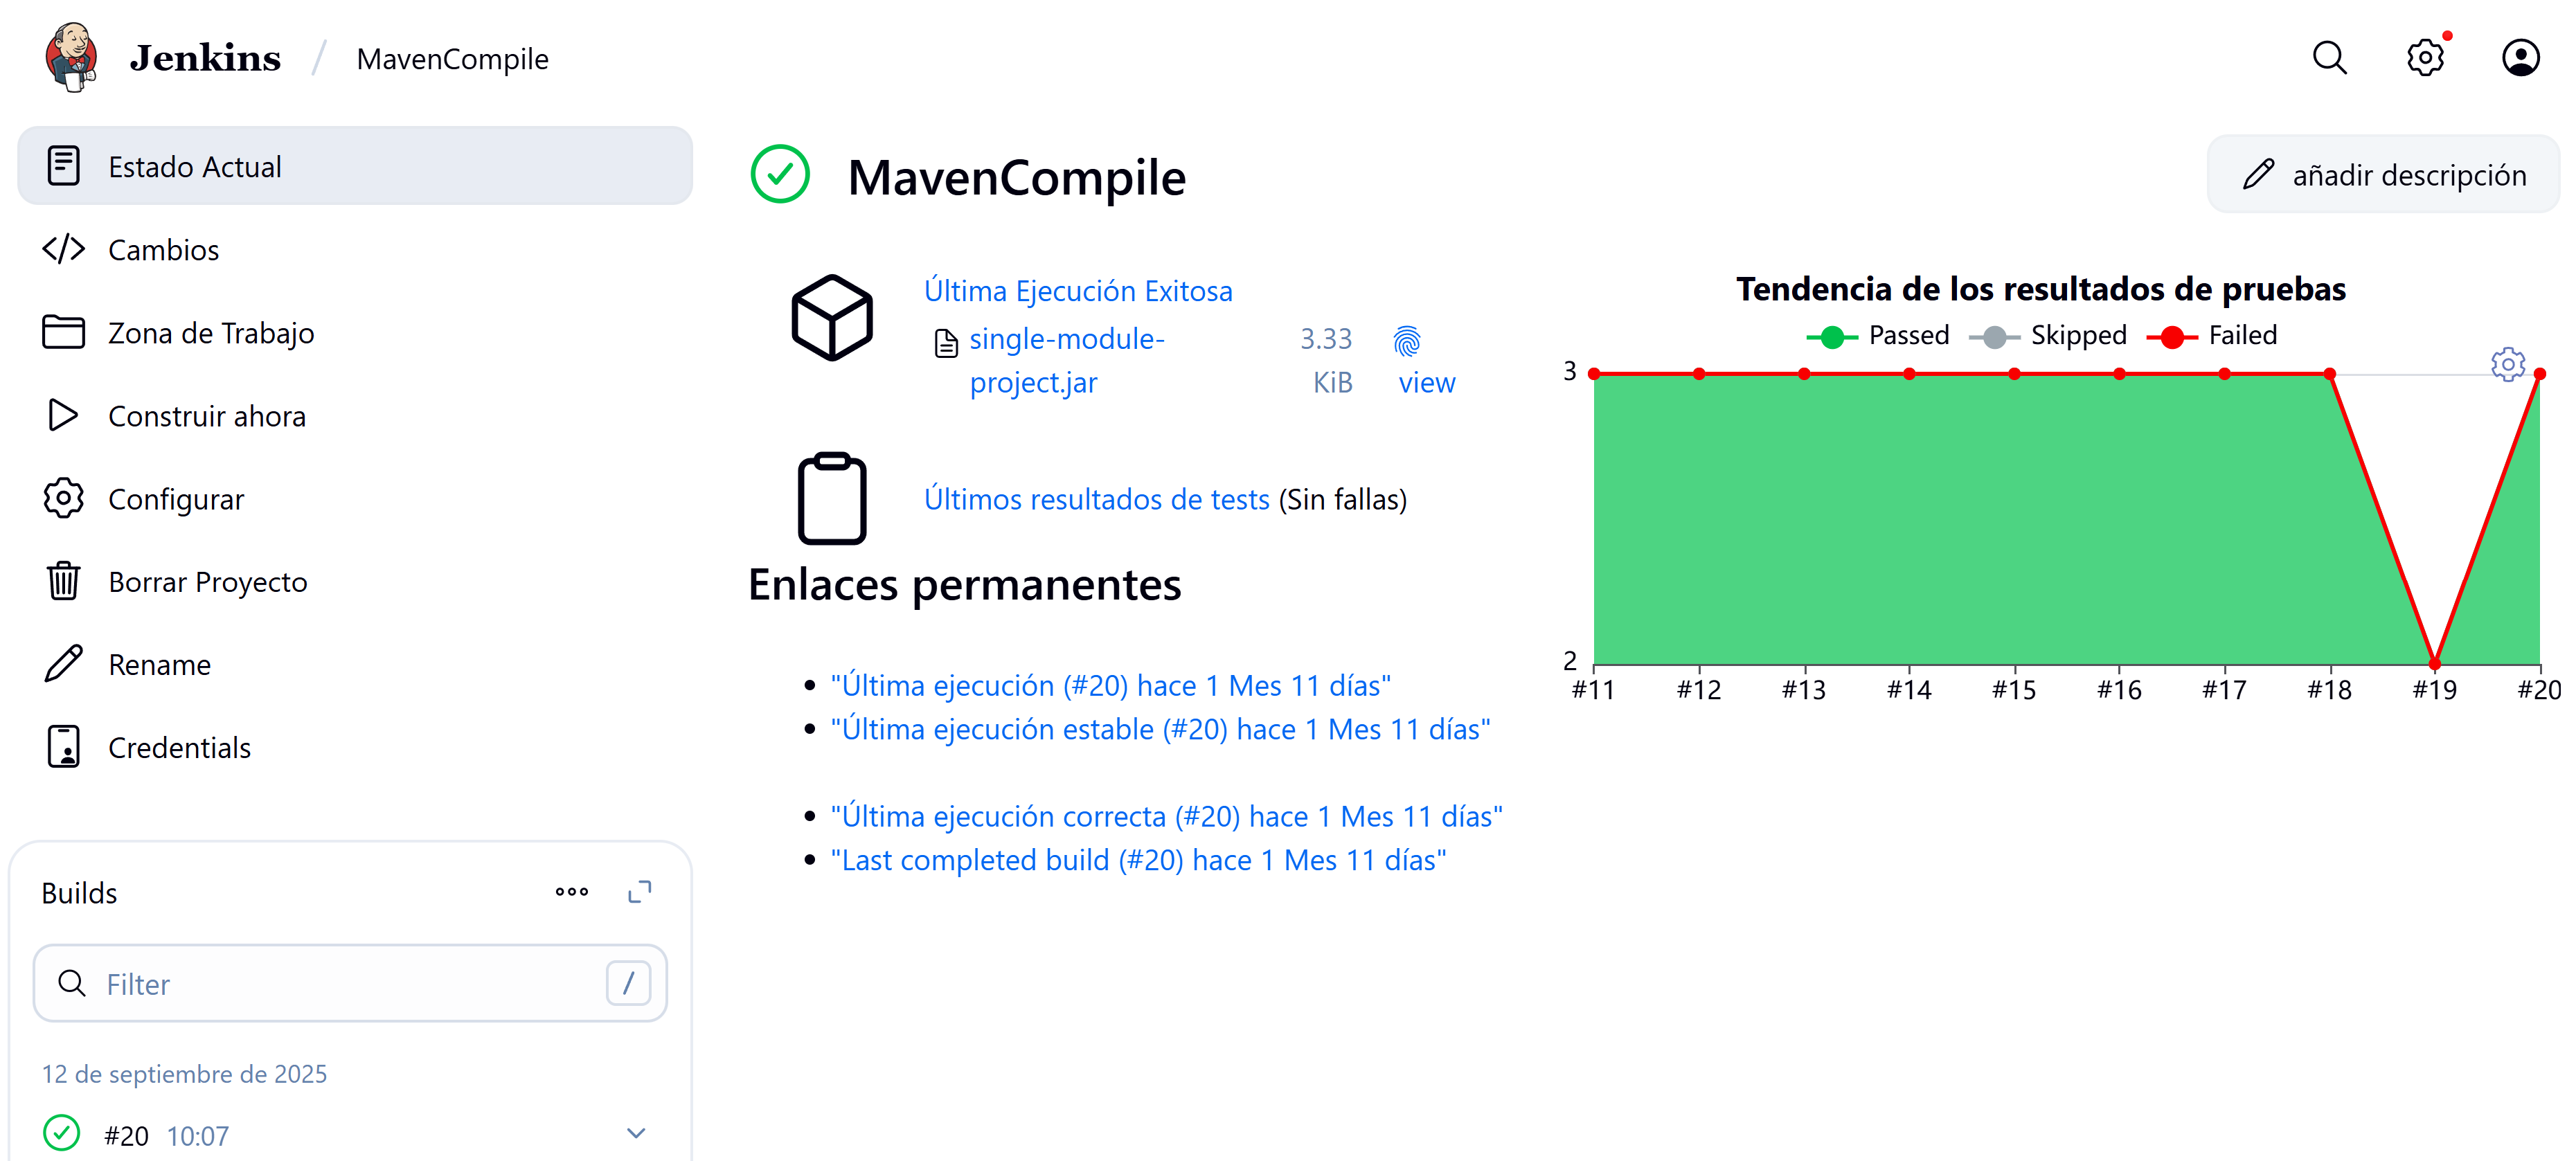 Jenkins / MavenCompile
Estado Actual
Cambios
Zona de Trabajo
Construir ahora
Configurar
Borrar Proyecto
Rename
Credentials
Builds
Filter /
12 de septiembre de 2025
#20 10:07
MavenCompile
añadir descripción
Última Ejecución Exitosa
single-module-project.jar
3.33 KiB
view
Últimos resultados de tests (Sin fallas)
Enlaces permanentes
"Última ejecución (#20) hace 1 Mes 11 días"
"Última ejecución estable (#20) hace 1 Mes 11 días"
"Última ejecución correcta (#20) hace 1 Mes 11 días"
"Last completed build (#20) hace 1 Mes 11 días"
Tendencia de los resultados de pruebas
Passed Skipped Failed
3
2
#11 #12 #13 #14 #15 #16 #17 #18 #19 #20